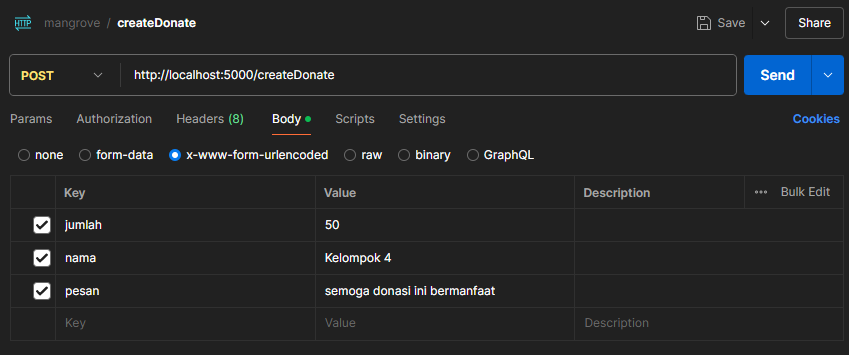 HTTP mangrove / createDonate Save Share
POST http://localhost:5000/createDonate Send
Params Authorization Headers (8) Body Scripts Settings Cookies
none form-data x-www-form-urlencoded raw binary GraphQL
Key Value Description Bulk Edit
jumlah 50
nama Kelompok 4
pesan semoga donasi ini bermanfaat
Key Value Description